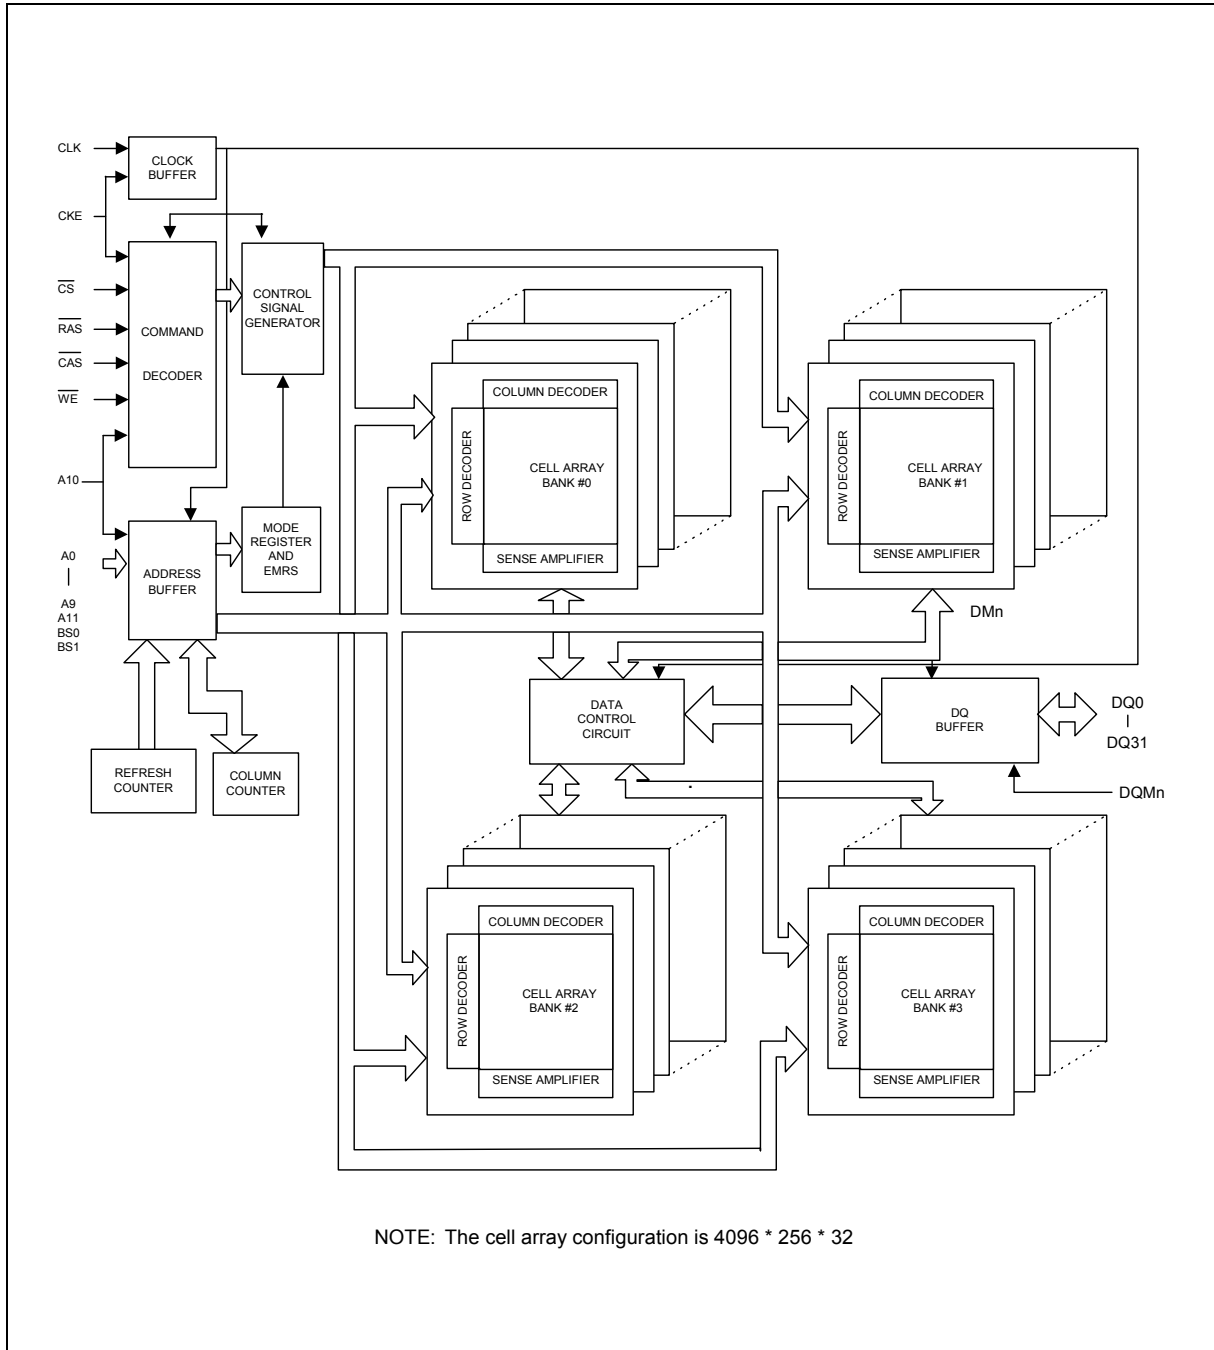 CLK
CLOCK
BUFFER
CKE
CS
RAS
CAS
WE
COMMAND
DECODER
CONTROL
SIGNAL
GENERATOR
A10
A0
A9
A11
BS0
BS1
ADDRESS
BUFFER
MODE
REGISTER
AND
EMRS
REFRESH
COUNTER
COLUMN
COUNTER
COLUMN DECODER
ROW DECODER
CELL ARRAY
BANK #0
SENSE AMPLIFIER
COLUMN DECODER
ROW DECODER
CELL ARRAY
BANK #1
SENSE AMPLIFIER
DMn
DATA
CONTROL
CIRCUIT
DQ
BUFFER
DQ0
DQ31
DQMn
COLUMN DECODER
ROW DECODER
CELL ARRAY
BANK #2
SENSE AMPLIFIER
COLUMN DECODER
ROW DECODER
CELL ARRAY
BANK #3
SENSE AMPLIFIER
NOTE: The cell array configuration is 4096 * 256 * 32